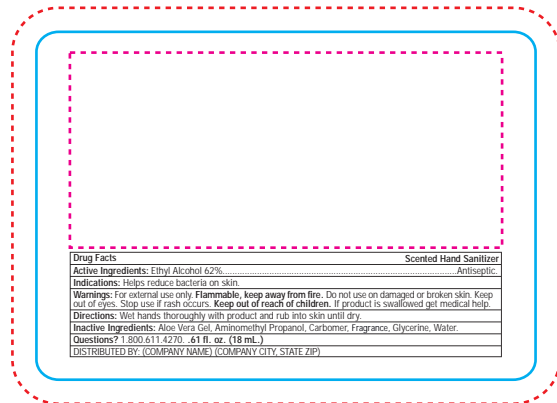 Drug Facts Scented Hand Sanitizer
Active Ingredients: Ethyl Alcohol 62%......Antiseptic.
Indications: Helps reduce bacteria on skin.
Warnings: For external use only. Flammable, keep away from fire. Do not use on damaged or broken skin. Keep
out of eyes. Stop use if rash occurs. Keep out of reach of children. If product is swallowed get medical help.
Directions: Wet hands thoroughly with product and rub into skin until dry.
Inactive Ingredients: Aloe Vera Gel, Aminomethyl Propanol, Carbomer, Fragrance, Glycerine, Water.
Questions? 1.800.611.4270. .61 fl. oz. (18 mL.)
DISTRIBUTED BY: (COMPANY NAME) (COMPANY CITY, STATE ZIP)